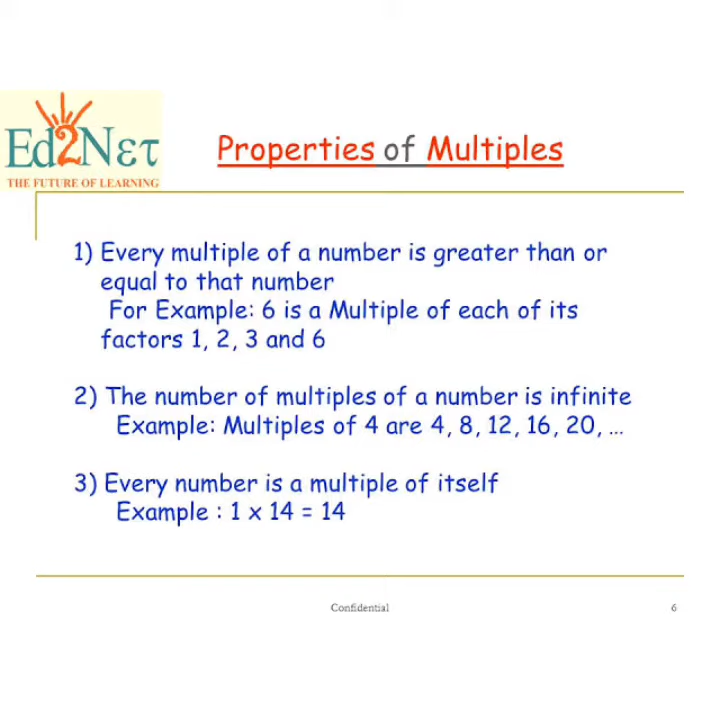 Ed2Nετ
THE FUTURE OF LEARNING
Properties of Multiples
1) Every multiple of a number is greater than or
equal to that number
For Example: 6 is a Multiple of each of its
factors 1, 2, 3 and 6
2) The number of multiples of a number is infinite
Example: Multiples of 4 are 4, 8, 12, 16, 20, …
3) Every number is a multiple of itself
Example : 1 x 14 = 14
Confidential
6